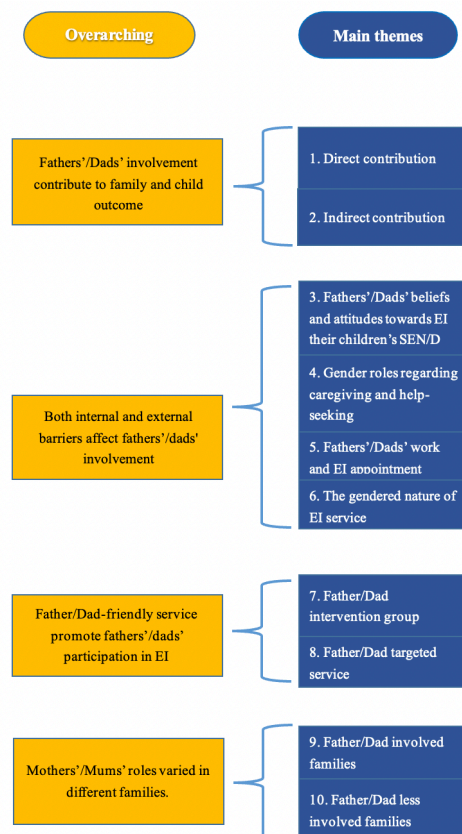 Overarching
Main themes
Fathers’/Dads’ involvement
contribute to family and child
outcome
1. Direct contribution
2. Indirect contribution
Both internal and external
barriers affect fathers’/dads'
involvement
3. Fathers’/Dads’ beliefs
and attitudes towards EI
their children’s SEN/D
4. Gender roles regarding
caregiving and help-
seeking
5. Fathers’/Dads’ work
and EI appointment
6. The gendered nature of
EI service
Father/Dad-friendly service
promote fathers’/dads’
participation in EI
7. Father/Dad
intervention group
8. Father/Dad targeted
service
Mothers’/Mums’ roles varied in
different families.
9. Father/Dad involved
families
10. Father/Dad less
involved families